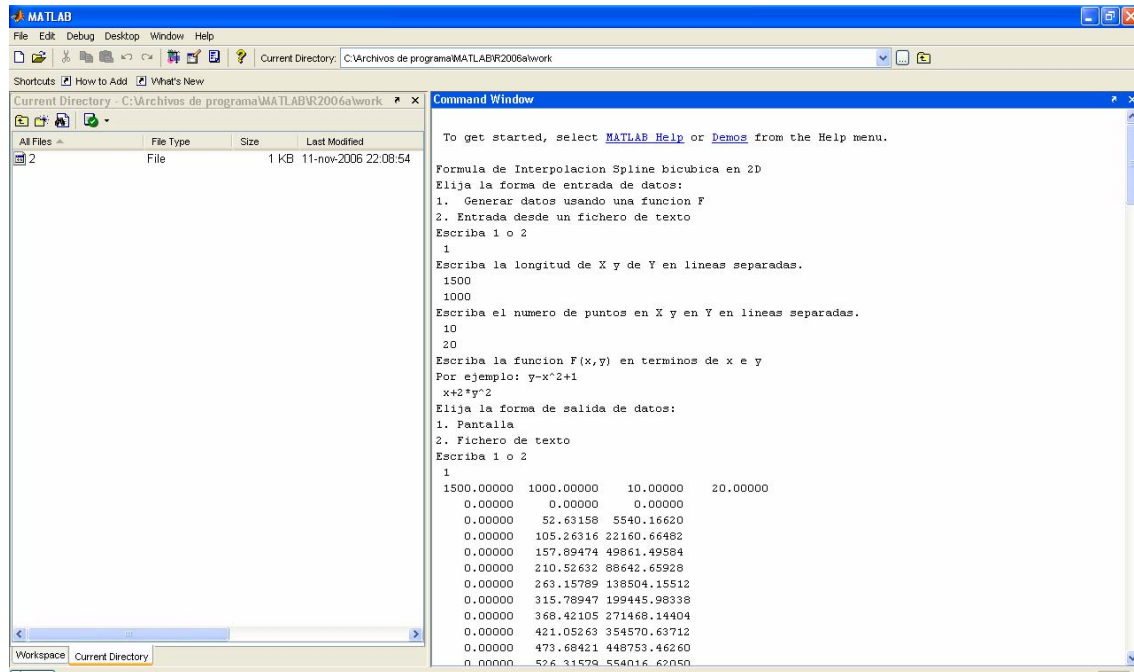 MATLAB
File Edit Debug Desktop Window Help
Current Directory: C:\Archivos de programa\MATLAB\R2006a\work
Shortcuts How to Add What's New
Current Directory - C:\Archivos de programa\MATLAB\R2006a\work
All Files File Type Size Last Modified
2 File 1 KB 11-nov-2006 22:08:54
Workspace Current Directory
Command Window
To get started, select MATLAB Help or Demos from the Help menu.
Formula de Interpolacion Spline bicubica en 2D
Elija la forma de entrada de datos:
1. Generar datos usando una funcion F
2. Entrada desde un fichero de texto
Escriba 1 o 2
1
Escriba la longitud de X y de Y en lineas separadas.
1500
1000
Escriba el numero de puntos en X y en Y en lineas separadas.
10
20
Escriba la funcion F(x,y) en terminos de x e y
Por ejemplo: y-x^2+1
x+2*y^2
Elija la forma de salida de datos:
1. Pantalla
2. Fichero de texto
Escriba 1 o 2
1
1500.00000 1000.00000 10.00000 20.00000
0.00000 0.00000 0.00000
0.00000 52.63158 5540.16620
0.00000 105.26316 22160.66482
0.00000 157.89474 49861.49584
0.00000 210.52632 88642.65928
0.00000 263.15789 138504.15512
0.00000 315.78947 199445.98338
0.00000 368.42105 271468.14404
0.00000 421.05263 354570.63712
0.00000 473.68421 448753.46260
0.00000 526.31579 554016.62050